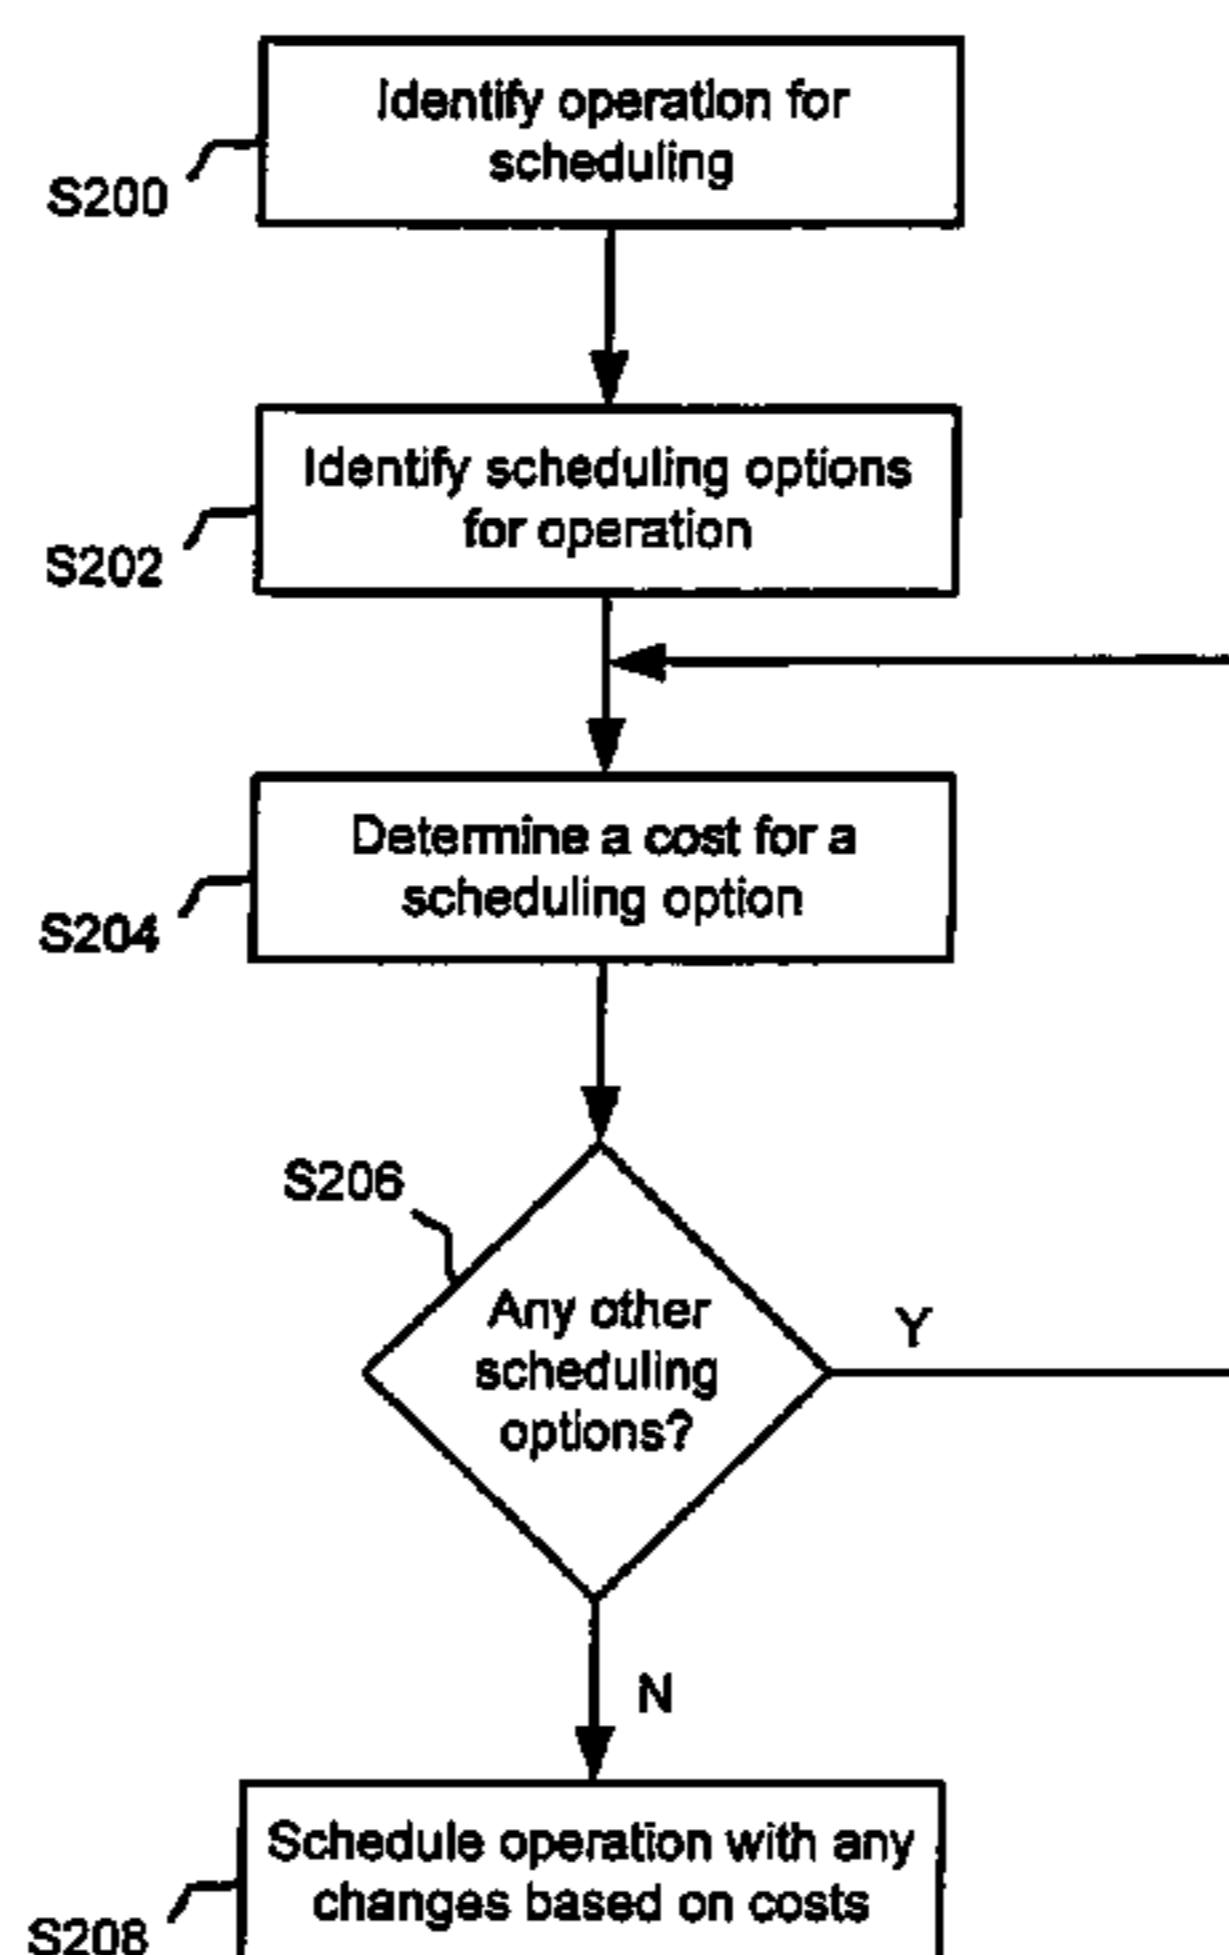 Identify operation for
scheduling
S200
Identify scheduling options
for operation
S202
Determine a cost for a
scheduling option
S204
S206
Any other
scheduling
options?
Y
N
Schedule operation with any
changes based on costs
S208